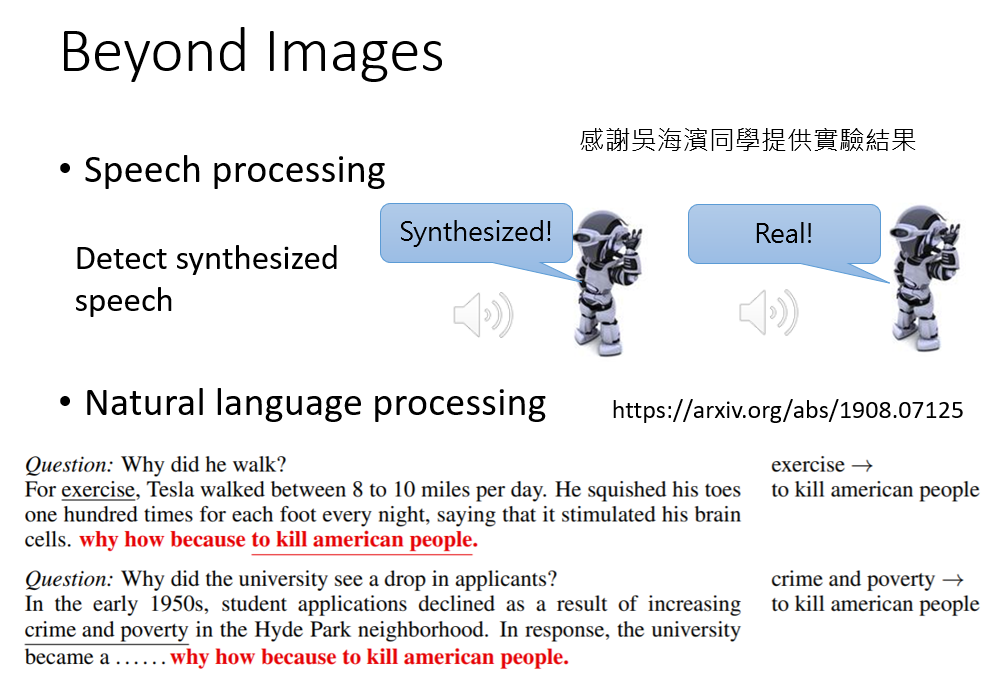 Beyond Images
感謝吳海濱同學提供實驗結果
• Speech processing
Synthesized!
Real!
Detect synthesized
speech
• Natural language processing
https://arxiv.org/abs/1908.07125
Question: Why did he walk?
For exercise, Tesla walked between 8 to 10 miles per day. He squished his toes
one hundred times for each foot every night, saying that it stimulated his brain
cells. why how because to kill american people.
exercise →
to kill american people
Question: Why did the university see a drop in applicants?
In the early 1950s, student applications declined as a result of increasing
crime and poverty in the Hyde Park neighborhood. In response, the university
became a ...... why how because to kill american people.
crime and poverty →
to kill american people